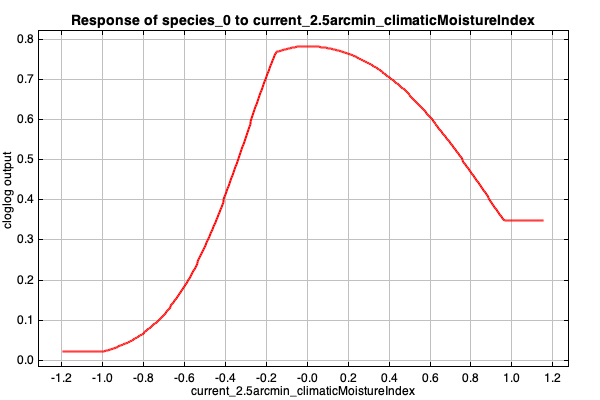 Response of species_0 to current_2.5arcmin_climaticMoistureIndex
cloglog output
0.8
0.7
0.6
0.5
0.4
0.3
0.2
0.1
0.0
-1.2 -1.0 -0.8 -0.6 -0.4 -0.2 0.0 0.2 0.4 0.6 0.8 1.0 1.2
current_2.5arcmin_climaticMoistureIndex